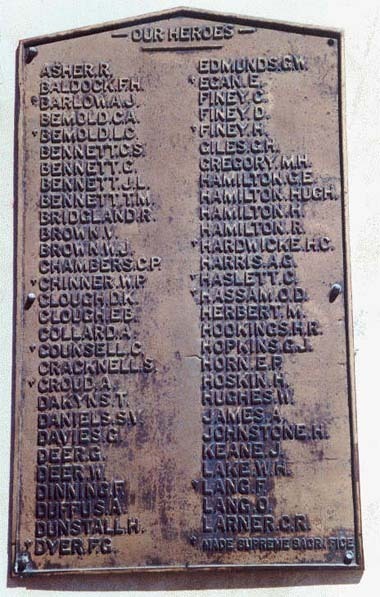 — OUR HEROES —
ASHER.R.
BALDOCK.F.H.
* BARLOW.A.J.
BEMOLD.C.A.
* BEMOLD.L.C.
BENNETT.C.S.
BENNETT.G.
BENNETT.J.L.
BENNETT.T.M.
BRIDGLAND.R.
BROWN.V.
BROWN.W.J.
CHAMBERS.C.P.
* CHINNER.W.P.
CLOUGH.D.K.
CLOUGH.E.B.
COLLARD.A.
* COUNSELL.C.
CRACKNELL.S.
* CROUD.A.
DAKYNS.T.
DANIELS.S.V.
DAVIES.G.
DEER.G.
DEER.W.
DINNING.F.
DUFFUS.A.
DUNSTALL.H.
* DYER.F.G.
EDMUNDS.G.W.
* EGAN.E.
FINEY.C.
FINEY.D.
* FINEY.H.
GILES.G.H.
GREGORY.M.H.
HAMILTON.C.E.
HAMILTON.HUGH.
HAMILTON.H.
HAMILTON.R.
* HARDWICKE.H.C.
HARRIS.A.G.
* HASLETT.C.
* HASSAM.O.D.
HERBERT.M.
HOOKINGS.H.R.
HOPKINS.G.J.
HORN.E.P.
HOSKIN.H.
HUGHES.W.
JAMES.A.
JOHNSTONE.H.
KEANE.J.
LAKE.W.H.
* LANG.F.
LANG.O.
LARNER.C.R.
* MADE SUPREME SACRIFICE